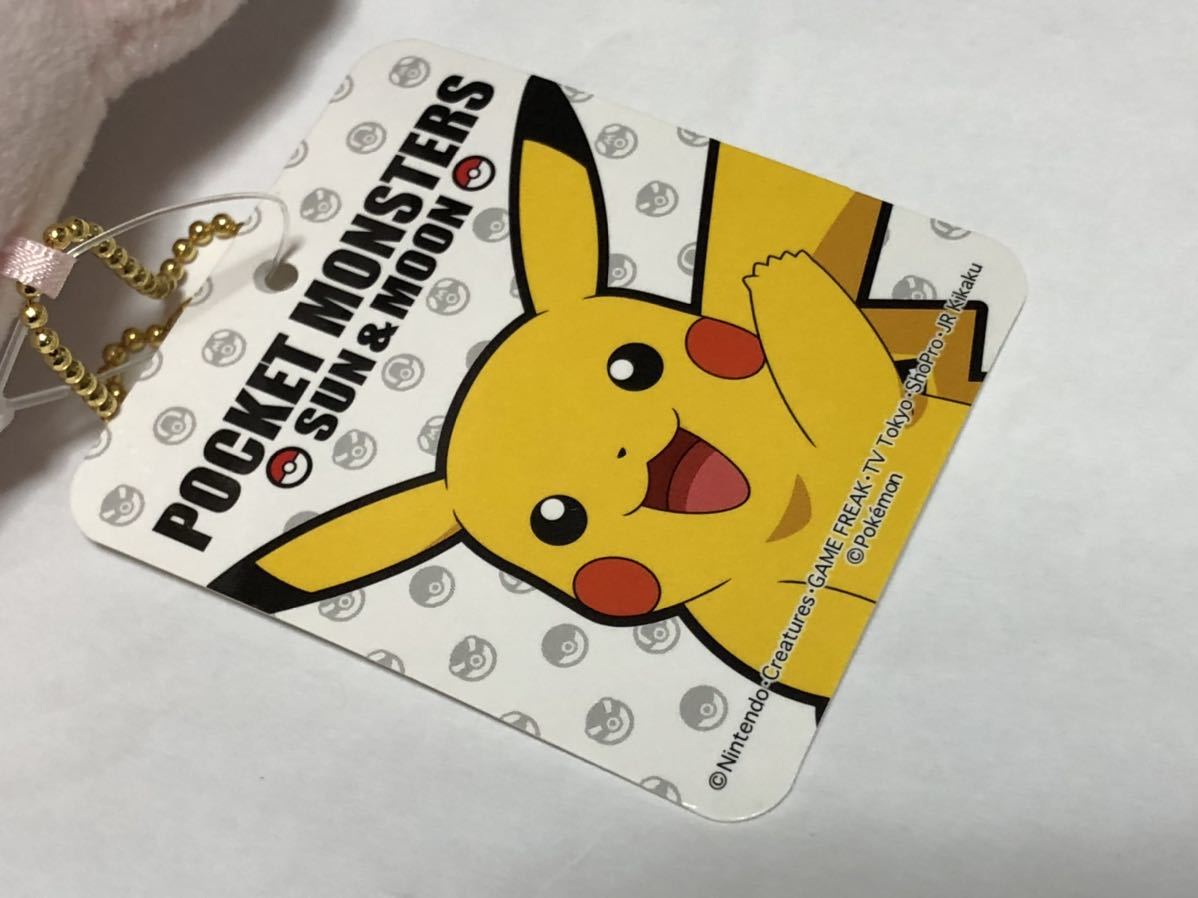 POCKET MONSTERS
SUN & MOON
©Nintendo・Creatures・GAME FREAK・TV Tokyo・ShoPro・JR Kikaku
©Pokémon